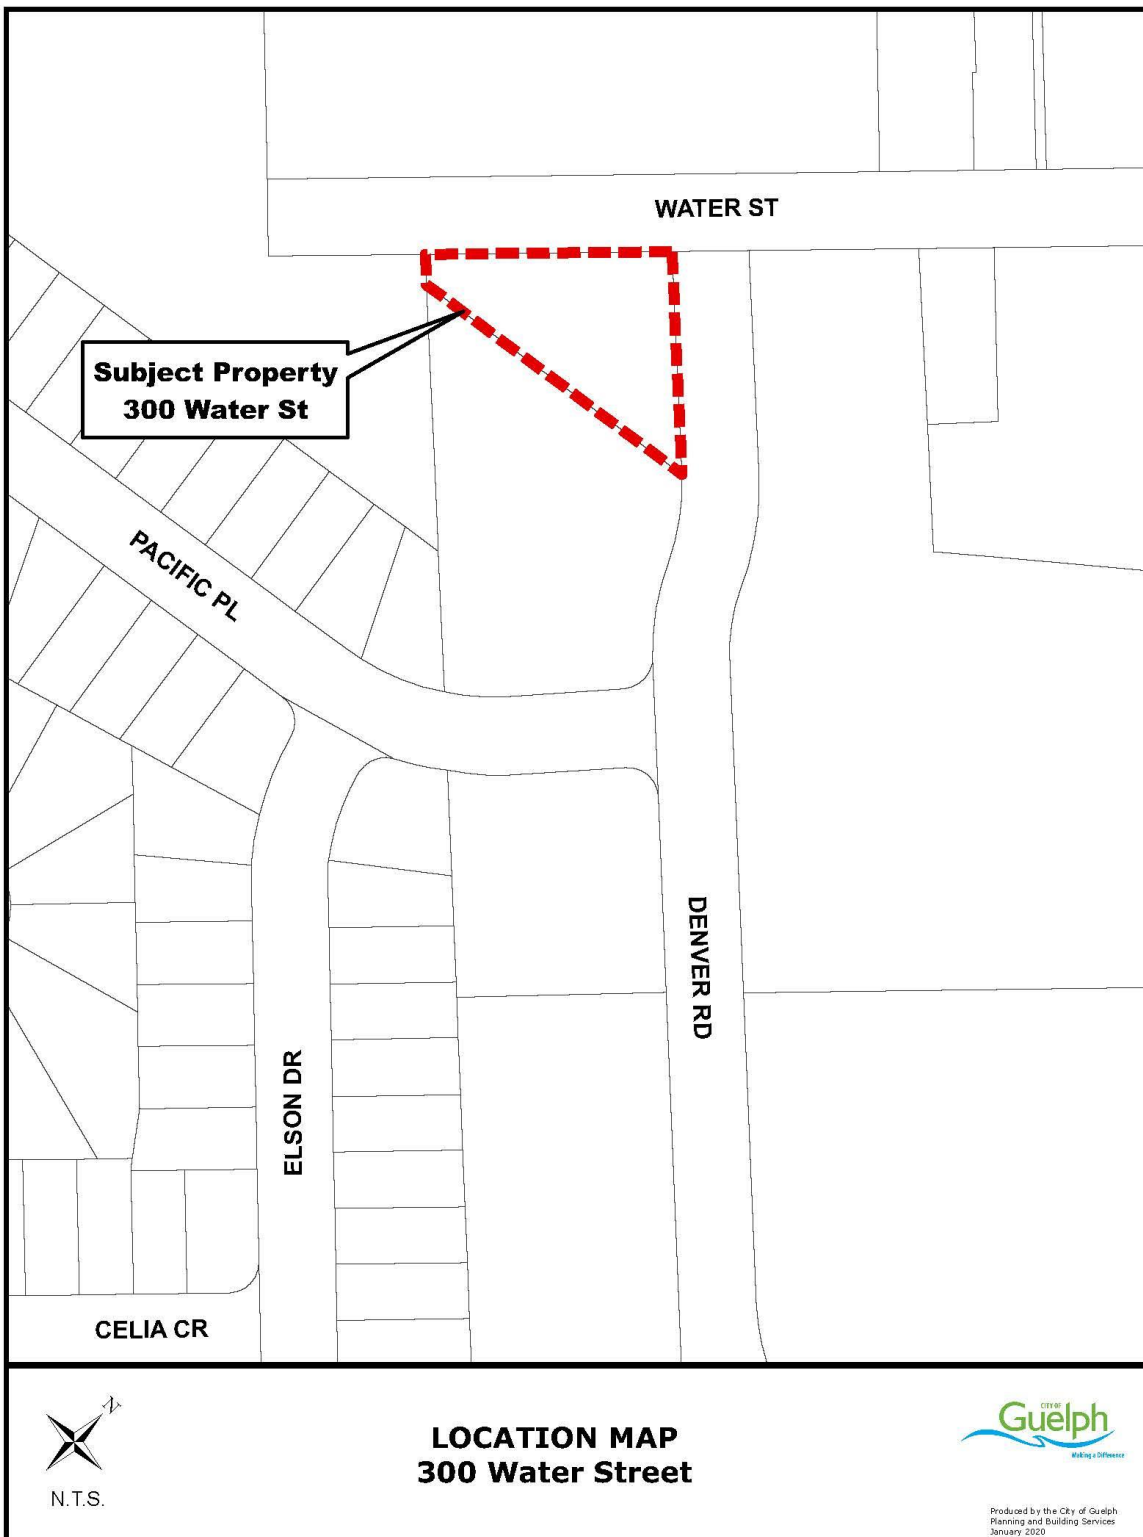 WATER ST
Subject Property
300 Water St
PACIFIC PL
DENVER RD
ELSON DR
CELIA CR
N
N.T.S.
LOCATION MAP
300 Water Street
CITY OF
Guelph
Making a Difference
Produced by the City of Guelph
Planning and Building Services
January 2020